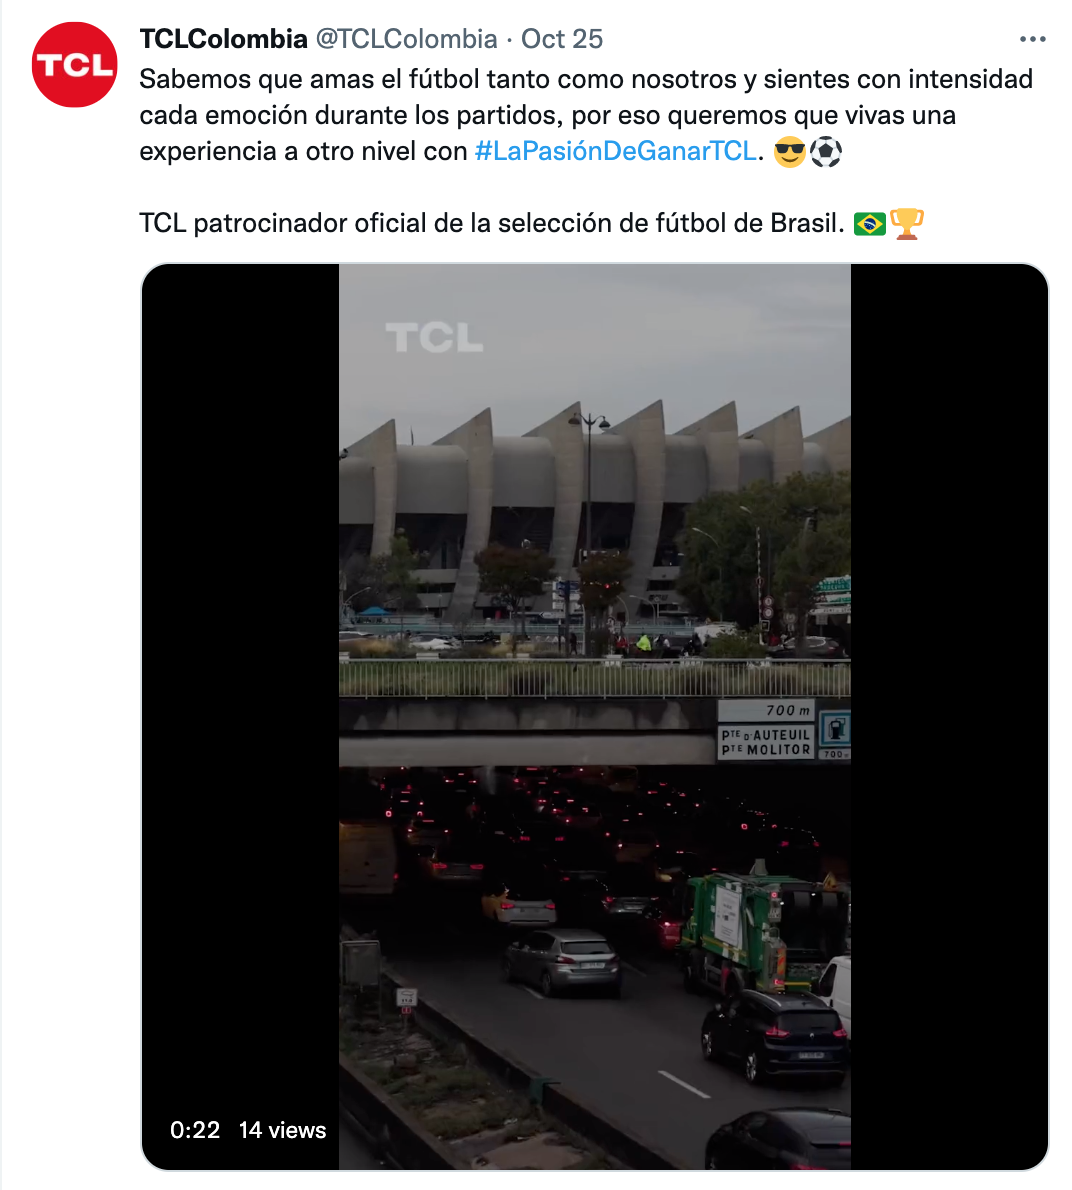 TCL
TCLColombia @TCLColombia · Oct 25
Sabemos que amas el fútbol tanto como nosotros y sientes con intensidad
cada emoción durante los partidos, por eso queremos que vivas una
experiencia a otro nivel con #LaPasiónDeGanarTCL. 😎⚽
TCL patrocinador oficial de la selección de fútbol de Brasil. 🇧🇷🏆
TCL
700 m
PTE D'AUTEUIL
PTE MOLITOR
700m
0:22 14 views